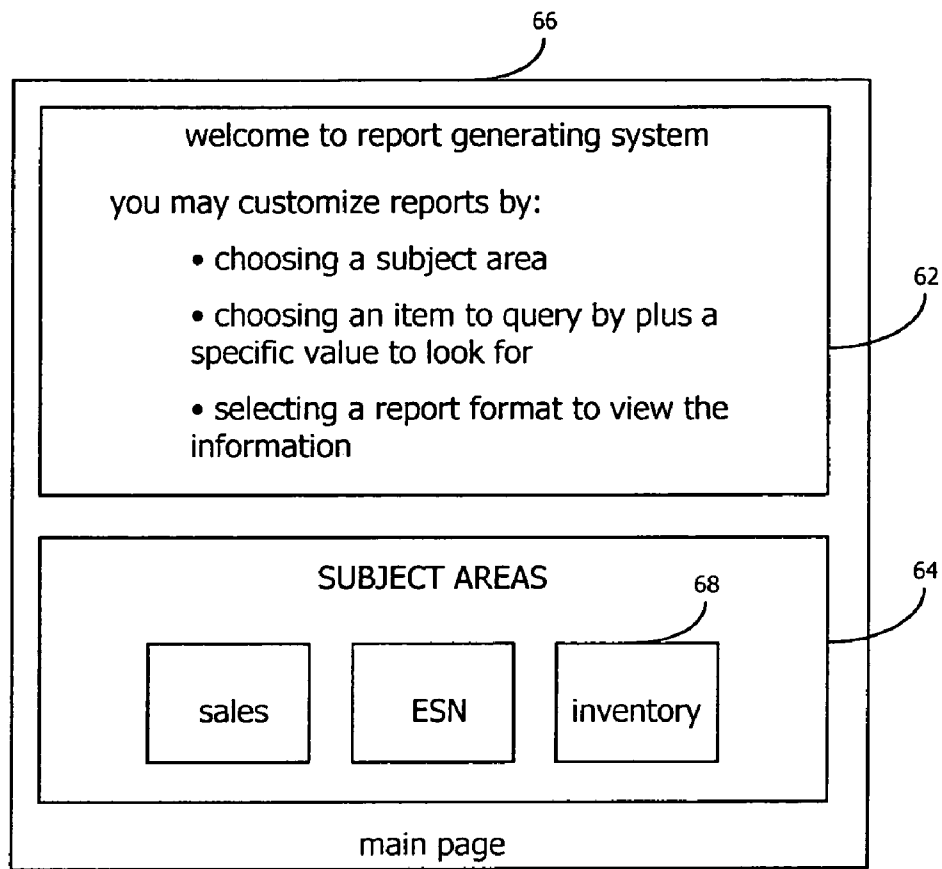 66
welcome to report generating system
you may customize reports by:
• choosing a subject area
• choosing an item to query by plus a
specific value to look for
• selecting a report format to view the
information
62
SUBJECT AREAS
64
68
sales
ESN
inventory
main page